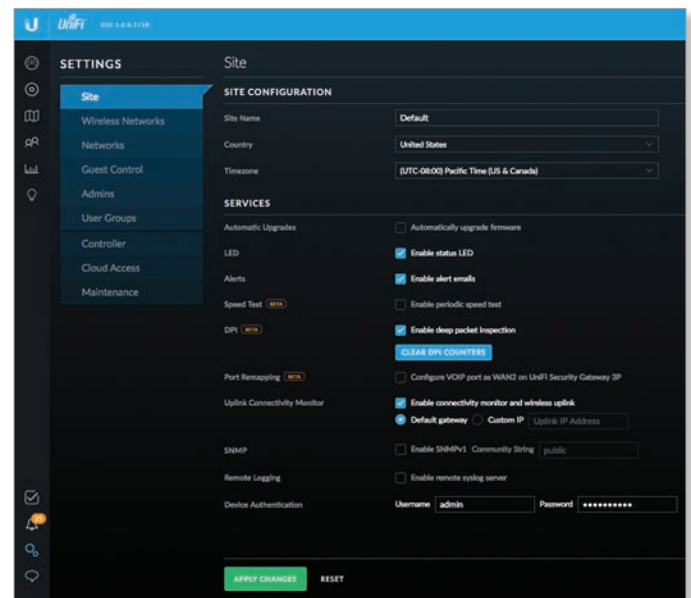 UniFi
SETTINGS
Site
Wireless Networks
Networks
Guest Control
Admins
User Groups
Controller
Cloud Access
Maintenance
Site
SITE CONFIGURATION
Site Name Default
Country United States
Timezone (UTC-08:00) Pacific Time (US & Canada)
SERVICES
Automatic Upgrades Automatically upgrade firmware
LED Enable status LED
Alerts Enable alert emails
Speed Test BETA Enable periodic speed test
DPI BETA Enable deep packet inspection
CLEAR DPI COUNTERS
Port Remapping BETA Configure VOIP port as WAN2 on UniFi Security Gateway 3P
Uplink Connectivity Monitor Enable connectivity monitor and wireless uplink
Default gateway Custom IP Uplink IP Address
SNMP Enable SNMPv1 Community String public
Remote Logging Enable remote syslog server
Device Authentication Username admin Password ••••••••••
APPLY CHANGES RESET